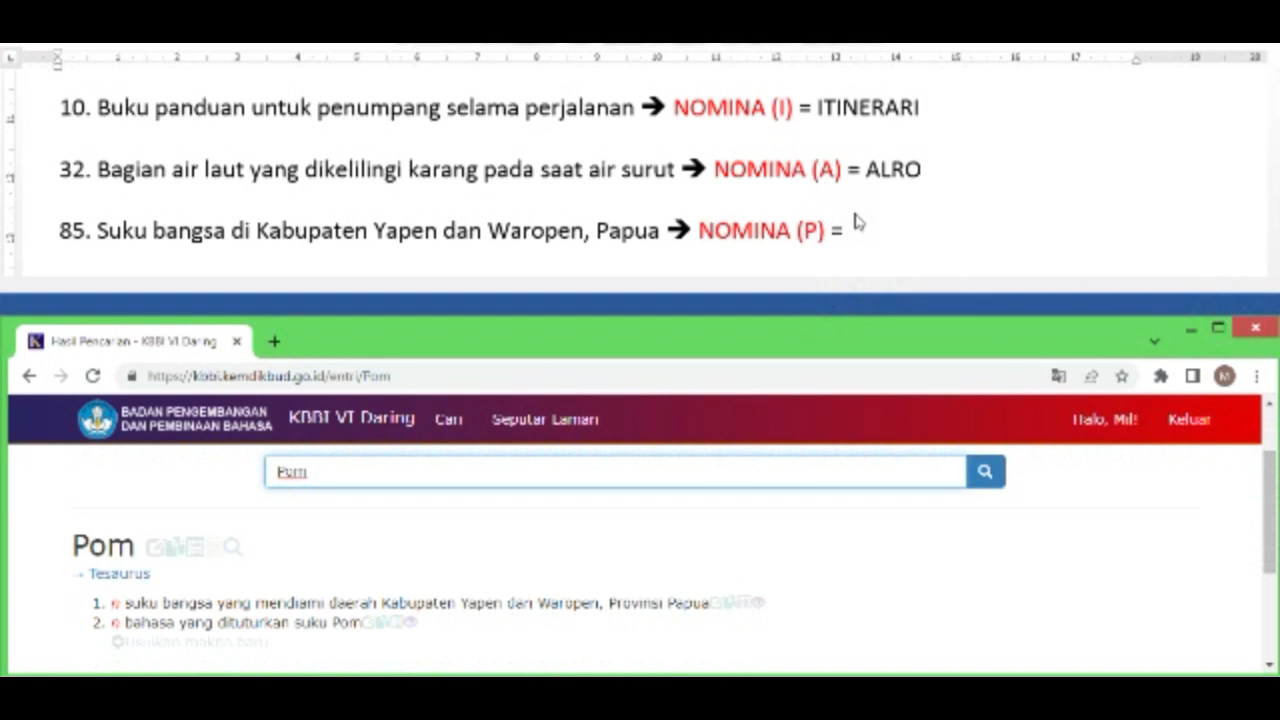 10. Buku panduan untuk penumpang selama perjalanan ➔ NOMINA (I) = ITINERARI
32. Bagian air laut yang dikelilingi karang pada saat air surut ➔ NOMINA (A) = ALRO
85. Suku bangsa di Kabupaten Yapen dan Waropen, Papua ➔ NOMINA (P) =
Hasil Pencarian - KBBI VI Daring
https://kbbi.kemdikbud.go.id/entri/Pom
M
BADAN PENGEMBANGAN
DAN PEMBINAAN BAHASA
KBBI VI Daring Cari Seputar Laman Halo, Mil! Keluar
Pom
Pom
→ Tesaurus
1. n suku bangsa yang mendiami daerah Kabupaten Yapen dan Waropen, Provinsi Papua
2. n bahasa yang dituturkan suku Pom
Usulkan makna baru